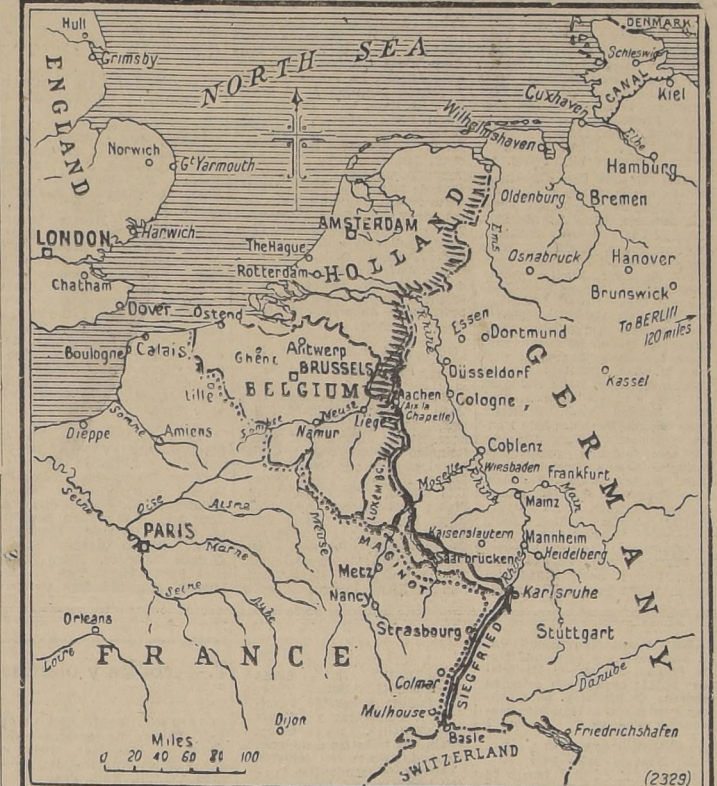 DENMARK
Hull
Grimsby
Schleswig
NORTH SEA
ENGLAND
CANAL
Kiel
Cuxhaven
Wilhelmshaven
Elbe
Norwich
Gt Yarmouth
Hamburg
Oldenburg
Bremen
AMSTERDAM
LONDON
Harwich
The Hague
Ems
Rotterdam
HOLLAND
Osnabruck
Hanover
Chatham
Brunswick
Dover
Ostend
To BERLIN
120 miles
Rhine
Essen
Dortmund
Boulogne
Calais
Ghent
Antwerp
BRUSSELS
Düsseldorf
Kassel
Lille
BELGIUM
Aachen
(Aix la
Chapelle)
Cologne
Somme
Sambre
Meuse
Liege
Dieppe
Amiens
Namur
Coblenz
Wiesbaden
Frankfurt
Moselle
Rhine
Main
Mainz
Seine
Oise
Aisne
LUXEMBG.
Meuse
PARIS
Marne
MAGINOT
Kaiserslautern
Mannheim
Saarbrücken
Heidelberg
Metz
Rhine
Nancy
Karlsruhe
Seine
Aube
Orleans
Strasbourg
Stuttgart
GERMANY
Loire
FRANCE
SIEGFRIED
Colmar
Danube
Mulhouse
Dijon
Basle
Friedrichshafen
SWITZERLAND
Miles
0 20 40 60 80 100
(2329)